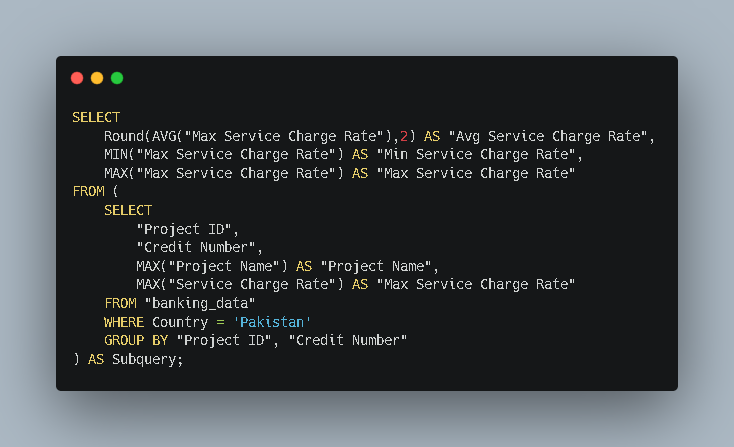 SELECT
    Round(AVG("Max Service Charge Rate"),2) AS "Avg Service Charge Rate",
    MIN("Max Service Charge Rate") AS "Min Service Charge Rate",
    MAX("Max Service Charge Rate") AS "Max Service Charge Rate"
FROM (
    SELECT
        "Project ID",
        "Credit Number",
        MAX("Project Name") AS "Project Name",
        MAX("Service Charge Rate") AS "Max Service Charge Rate"
    FROM "banking_data"
    WHERE Country = 'Pakistan'
    GROUP BY "Project ID", "Credit Number"
) AS Subquery;